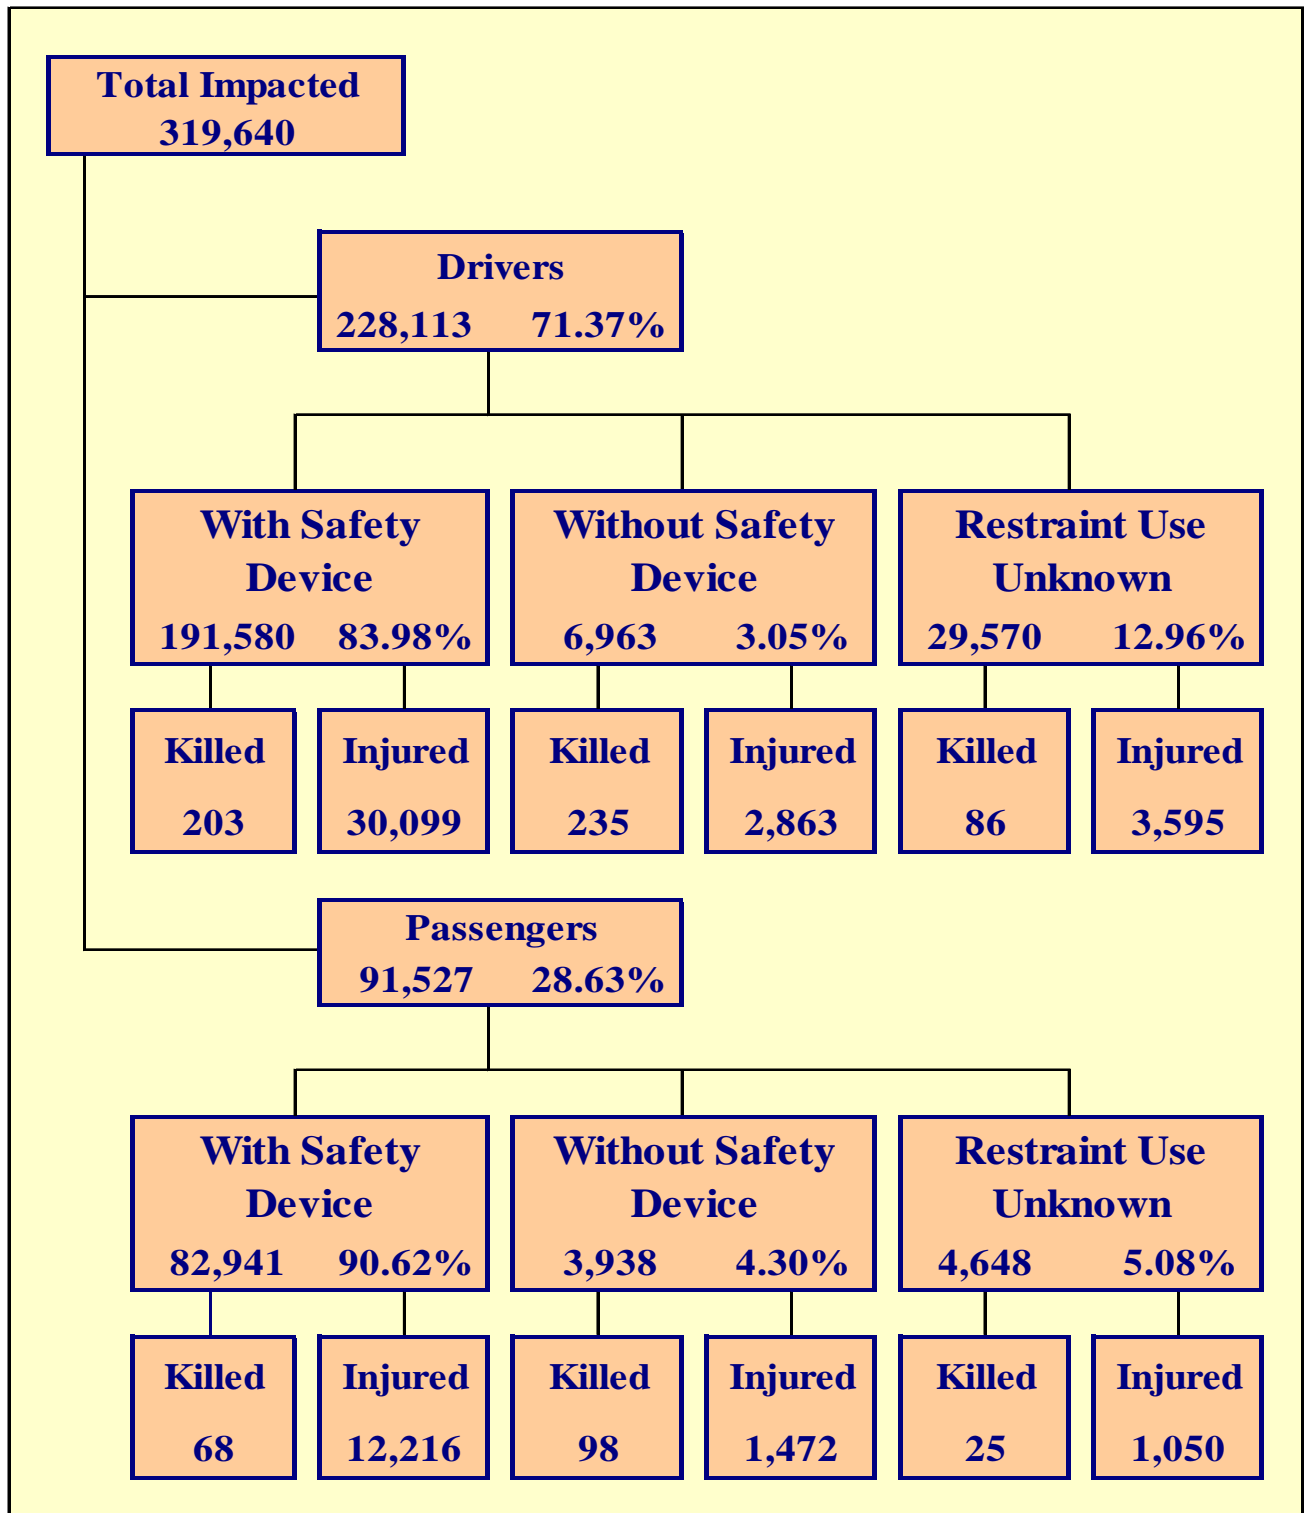 Total Impacted
319,640
Drivers
228,113 71.37%
With Safety
Device
191,580 83.98%
Without Safety
Device
6,963 3.05%
Restraint Use
Unknown
29,570 12.96%
Killed
203
Injured
30,099
Killed
235
Injured
2,863
Killed
86
Injured
3,595
Passengers
91,527 28.63%
With Safety
Device
82,941 90.62%
Without Safety
Device
3,938 4.30%
Restraint Use
Unknown
4,648 5.08%
Killed
68
Injured
12,216
Killed
98
Injured
1,472
Killed
25
Injured
1,050